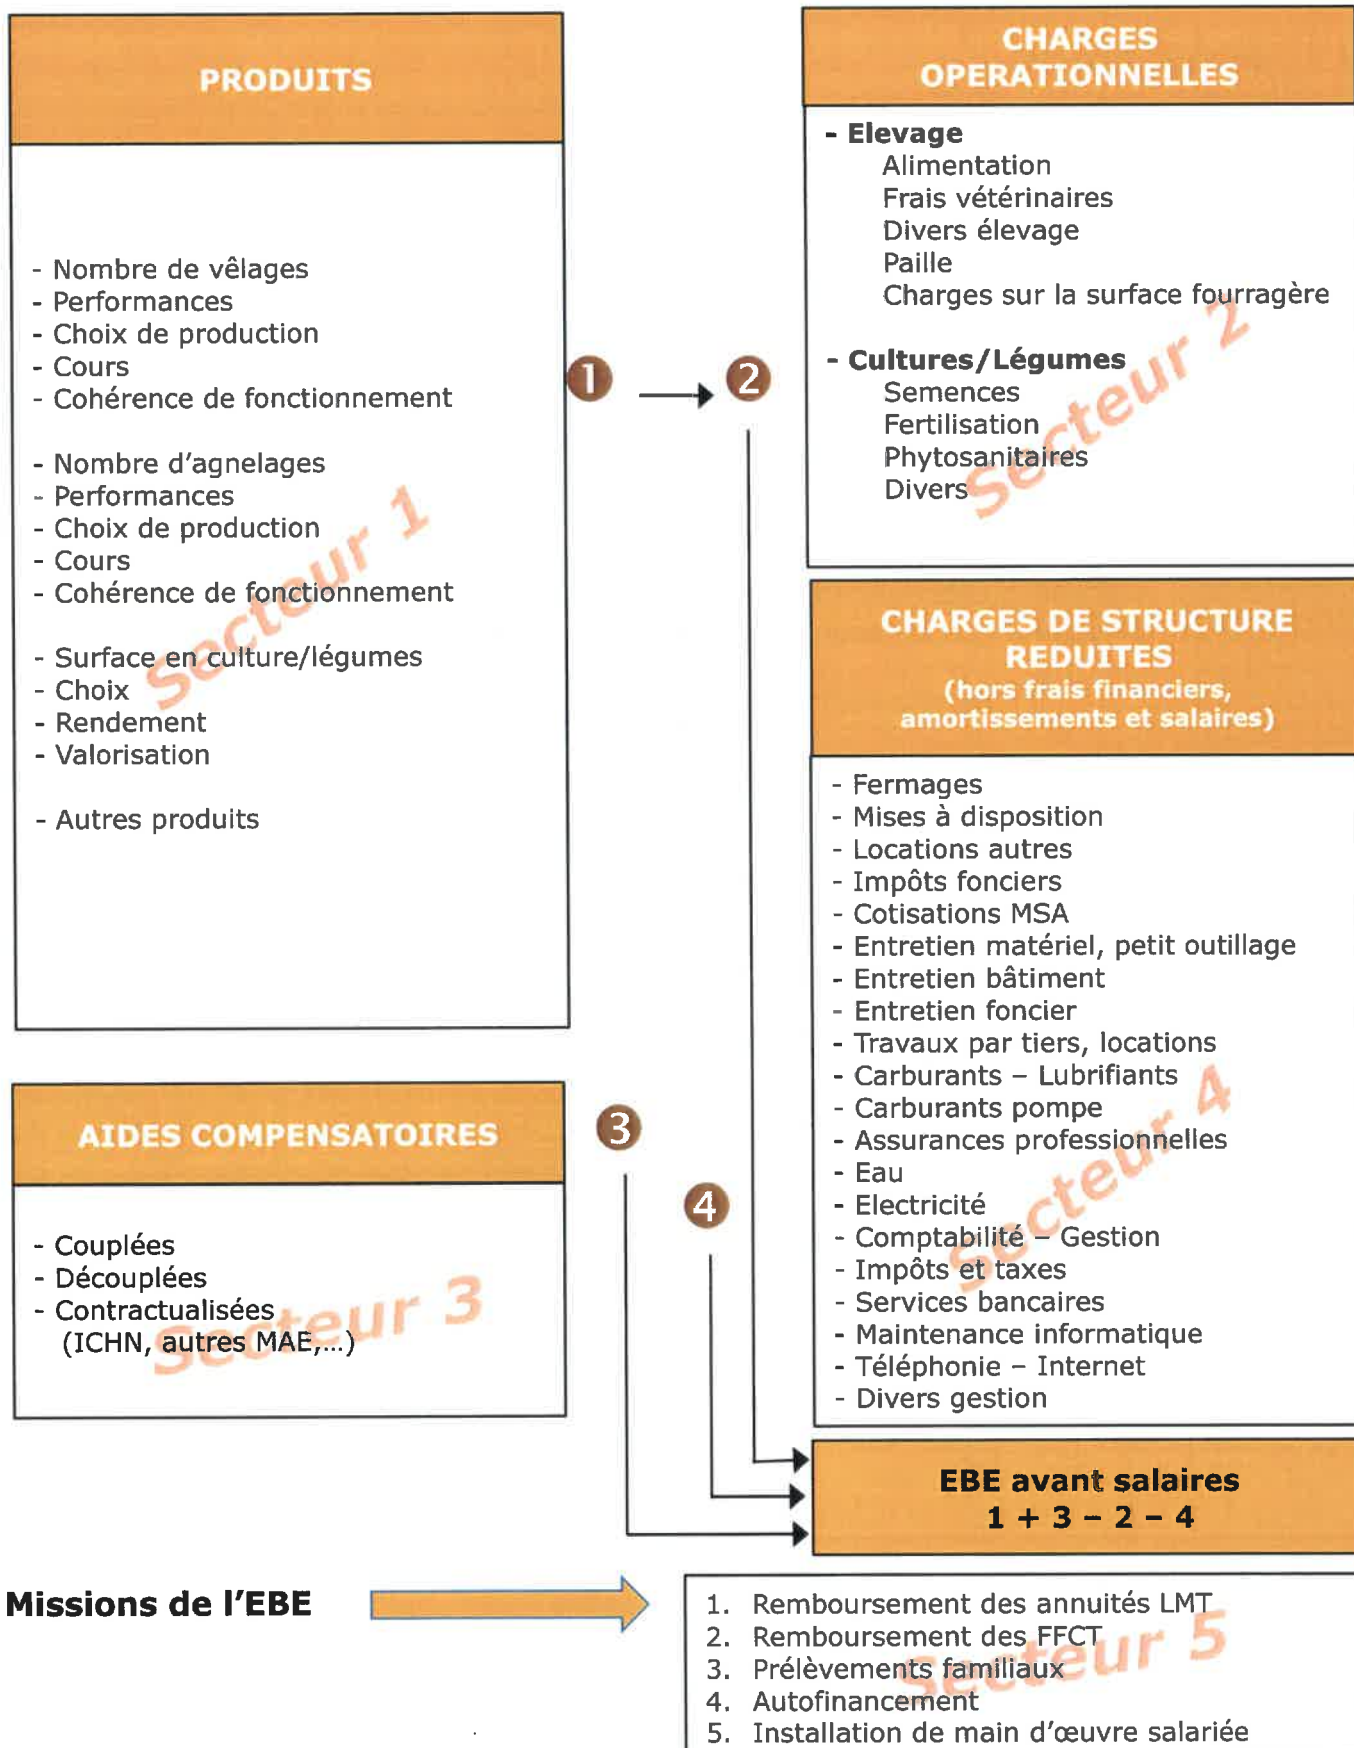 PRODUITS
- Nombre de vêlages
- Performances
- Choix de production
- Cours
- Cohérence de fonctionnement
- Nombre d'agnelages
- Performances
- Choix de production
- Cours
- Cohérence de fonctionnement
- Surface en culture/légumes
- Choix
- Rendement
- Valorisation
- Autres produits
Secteur 1
1
2
CHARGES
OPERATIONNELLES
- Elevage
Alimentation
Frais vétérinaires
Divers élevage
Paille
Charges sur la surface fourragère
- Cultures/Légumes
Semences
Fertilisation
Phytosanitaires
Divers
Secteur 2
AIDES COMPENSATOIRES
- Couplées
- Découplées
- Contractualisées
(ICHN, autres MAE,...)
Secteur 3
3
4
CHARGES DE STRUCTURE
REDUITES
(hors frais financiers,
amortissements et salaires)
- Fermages
- Mises à disposition
- Locations autres
- Impôts fonciers
- Cotisations MSA
- Entretien matériel, petit outillage
- Entretien bâtiment
- Entretien foncier
- Travaux par tiers, locations
- Carburants – Lubrifiants
- Carburants pompe
- Assurances professionnelles
- Eau
- Electricité
- Comptabilité – Gestion
- Impôts et taxes
- Services bancaires
- Maintenance informatique
- Téléphonie – Internet
- Divers gestion
Secteur 4
EBE avant salaires
1 + 3 – 2 – 4
Missions de l'EBE
1. Remboursement des annuités LMT
2. Remboursement des FFCT
3. Prélèvements familiaux
4. Autofinancement
5. Installation de main d'œuvre salariée
Secteur 5